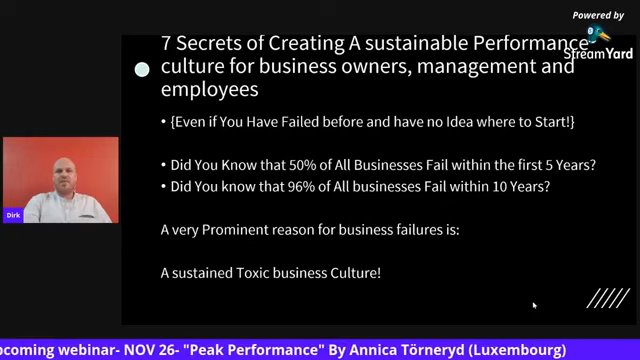 Powered by
StreamYard
7 Secrets of Creating A sustainable Performance
culture for business owners, management and
employees
• {Even if You Have Failed before and have no Idea where to Start!}
• Did You Know that 50% of All Businesses Fail within the first 5 Years?
• Did You know that 96% of All businesses Fail within 10 Years?
A very Prominent reason for business failures is:
A sustained Toxic business Culture!
Dirk
pcoming webinar- NOV 26- "Peak Performance" By Annica Törneryd (Luxembourg)